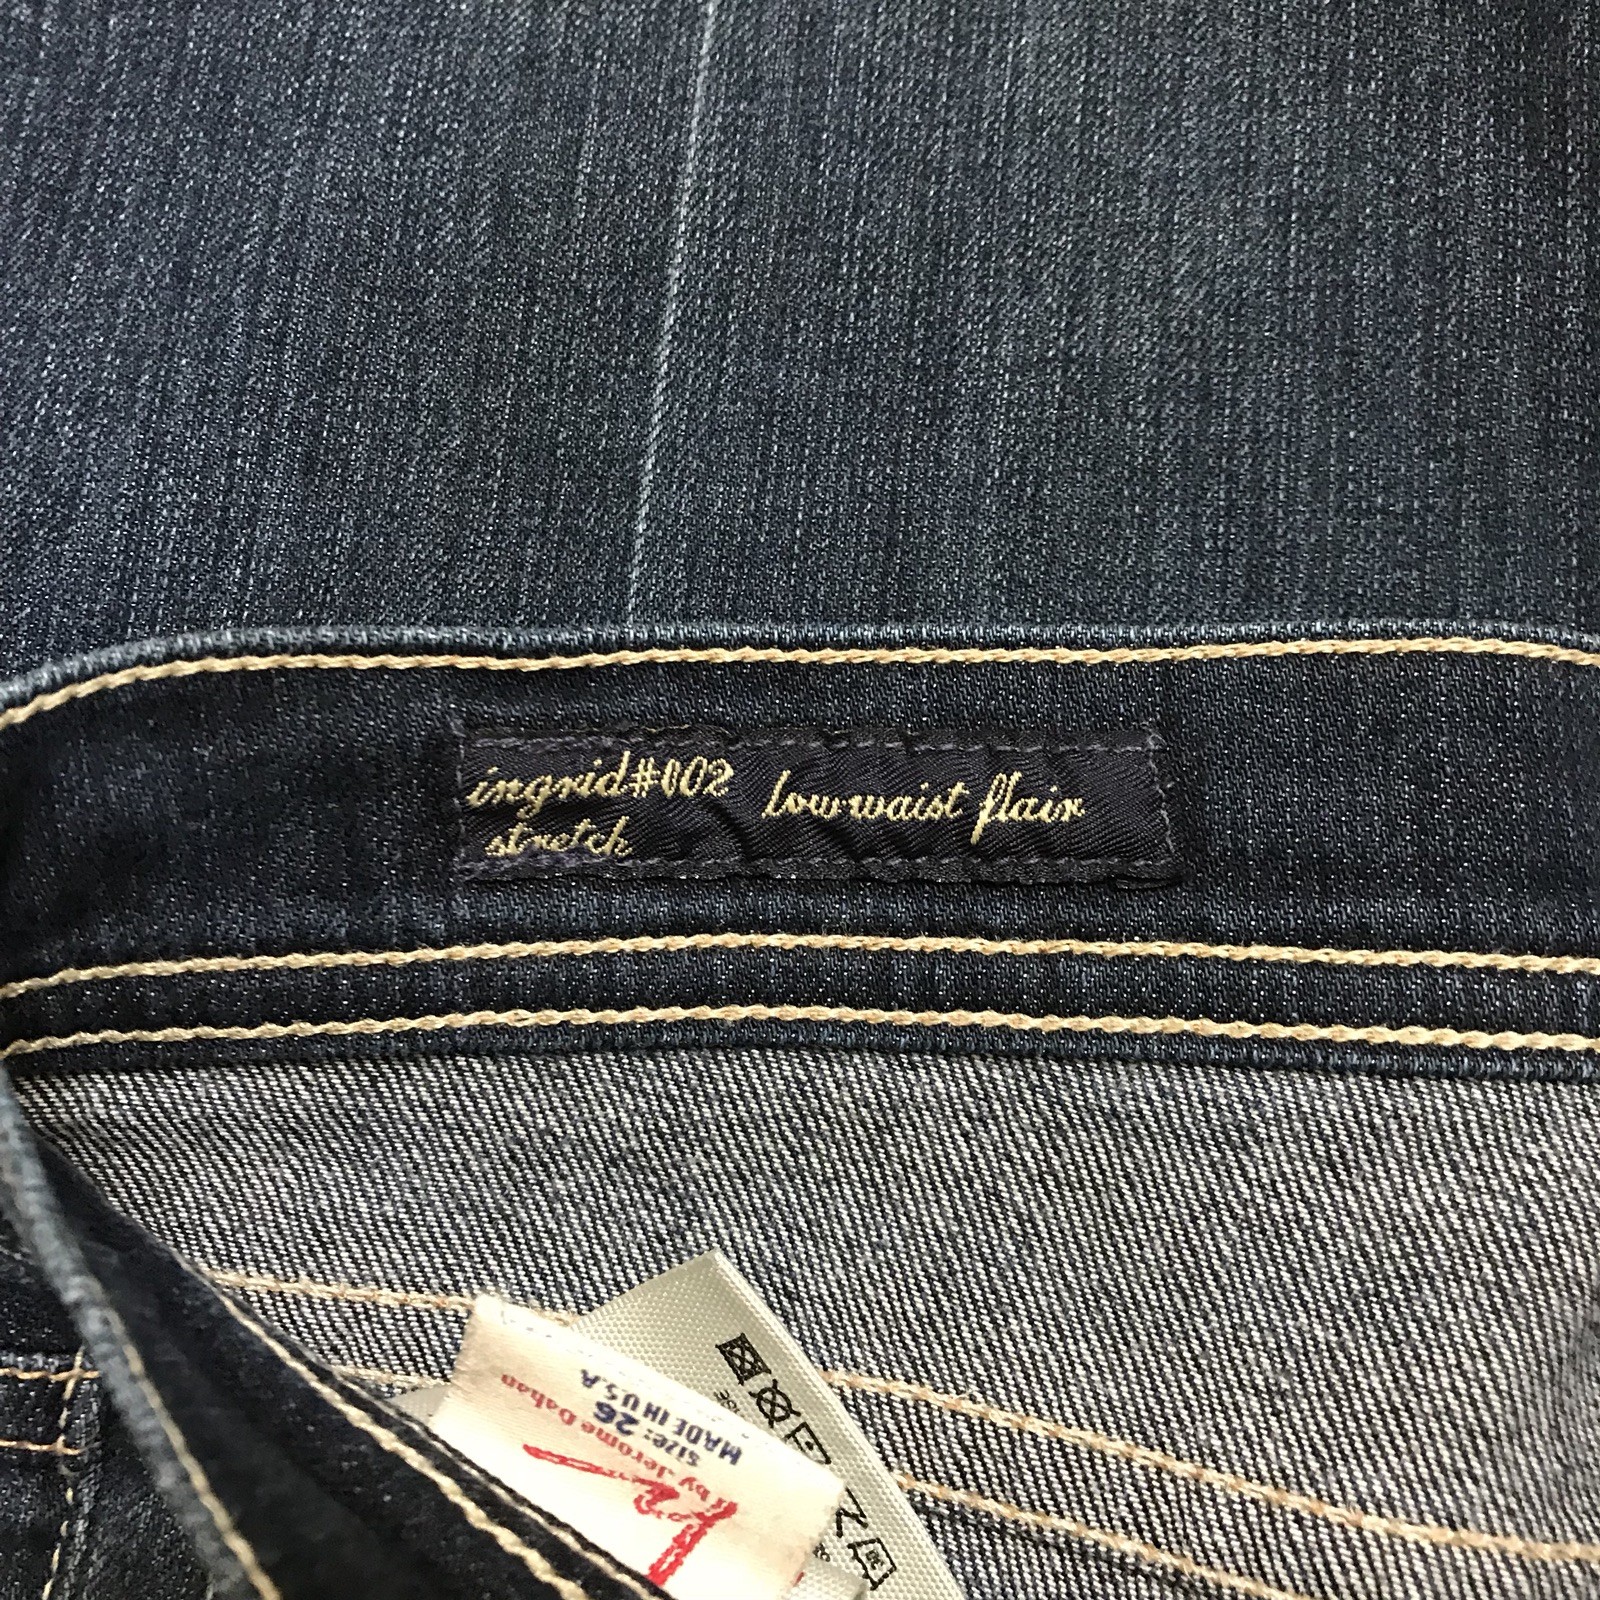 ingrid#002 low waist flair
stretch
by Jerome Dahan
Size: 26
MADE IN U.S.A